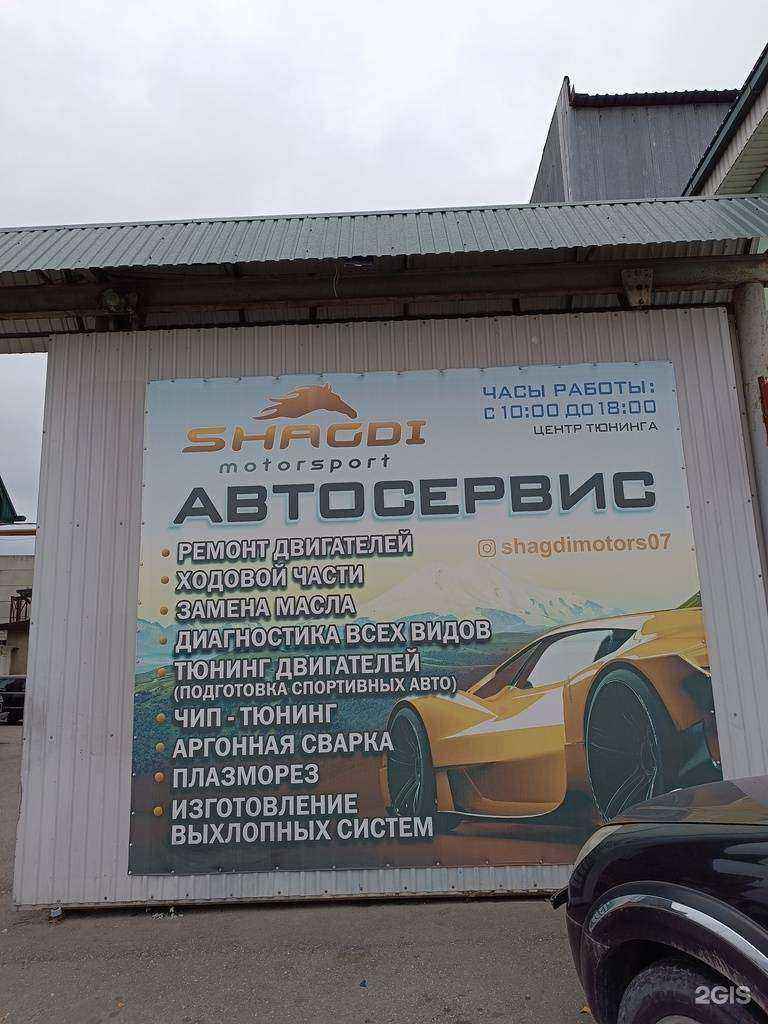 SHAGDI
motorsport
ЧАСЫ РАБОТЫ:
С 10:00 ДО 18:00
ЦЕНТР ТЮНИНГА
АВТОСЕРВИС
shagdimotors07
• РЕМОНТ ДВИГАТЕЛЕЙ
• ХОДОВОЙ ЧАСТИ
• ЗАМЕНА МАСЛА
• ДИАГНОСТИКА ВСЕХ ВИДОВ
• ТЮНИНГ ДВИГАТЕЛЕЙ
(ПОДГОТОВКА СПОРТИВНЫХ АВТО)
• ЧИП - ТЮНИНГ
• АРГОННАЯ СВАРКА
• ПЛАЗМОРЕЗ
• ИЗГОТОВЛЕНИЕ
ВЫХЛОПНЫХ СИСТЕМ
2GIS